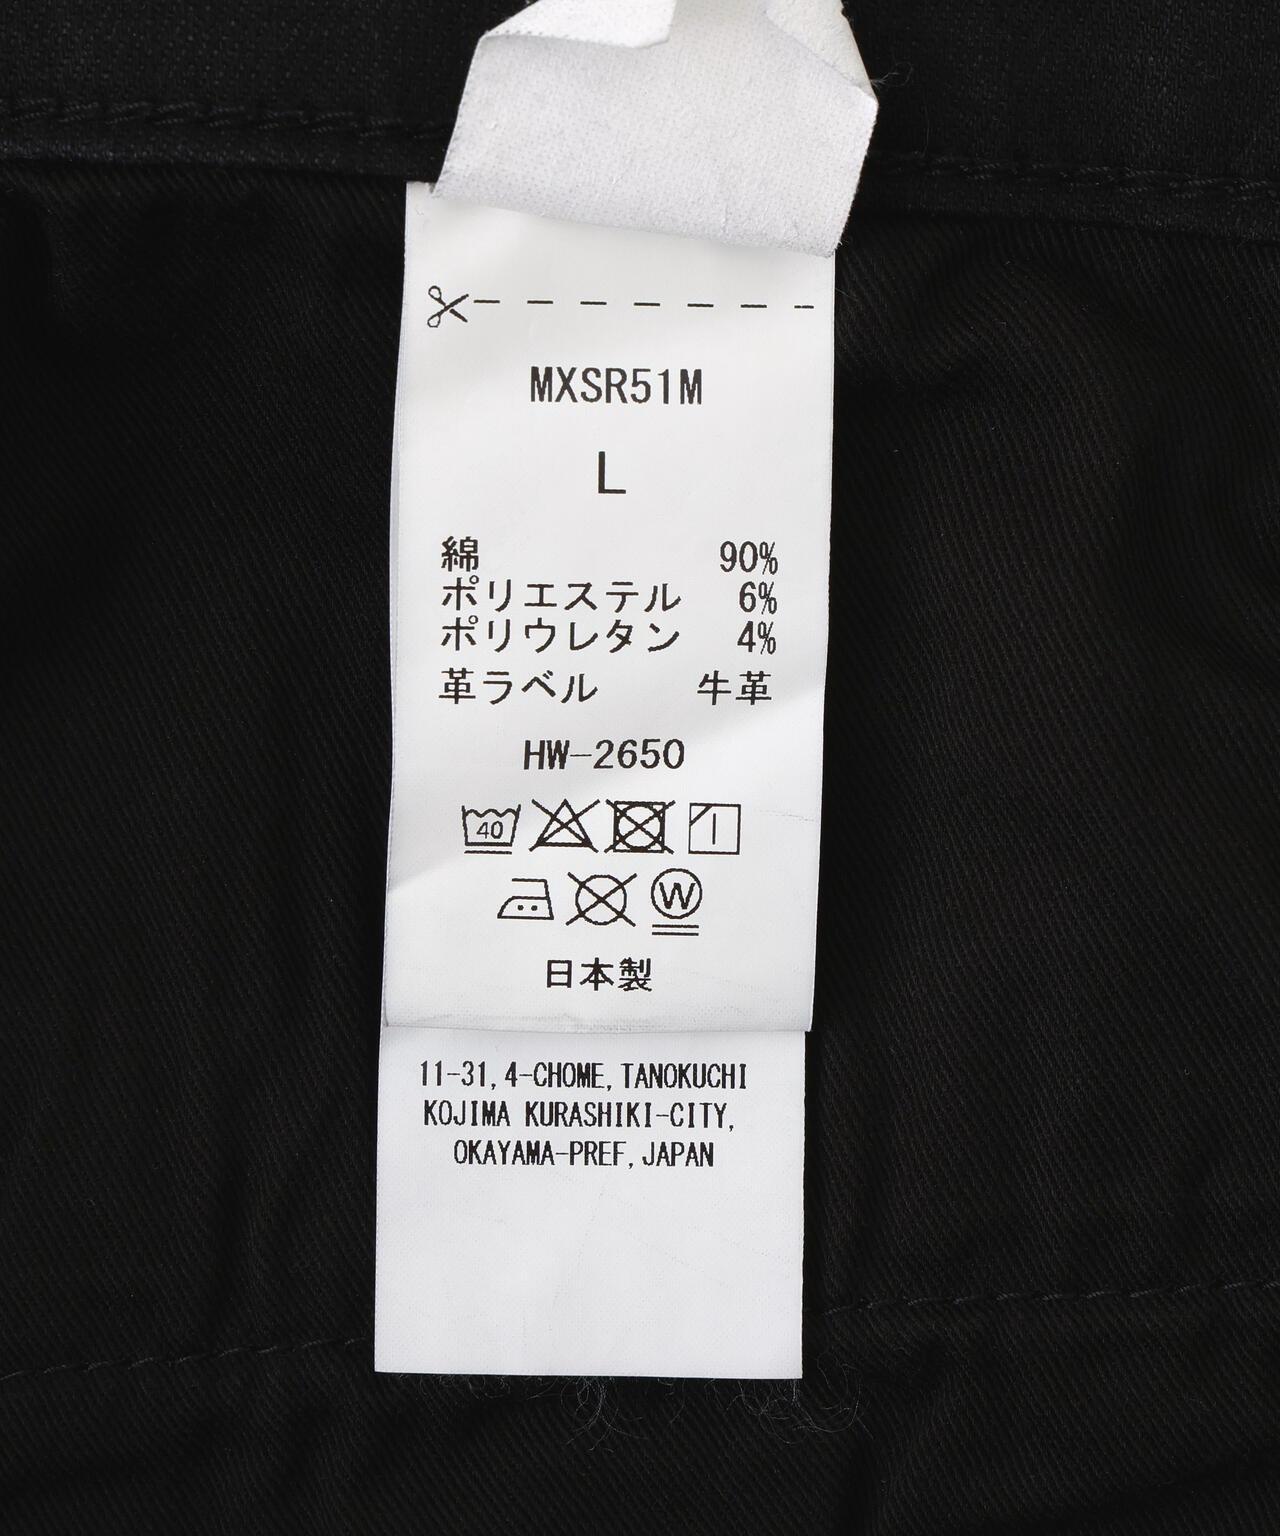 MXSR51M
L
綿 90%
ポリエステル 6%
ポリウレタン 4%
革ラベル 牛革
HW-2650
40
W
日本製
11-31, 4-CHOME, TANOKUCHI
KOJIMA KURASHIKI-CITY,
OKAYAMA-PREF, JAPAN